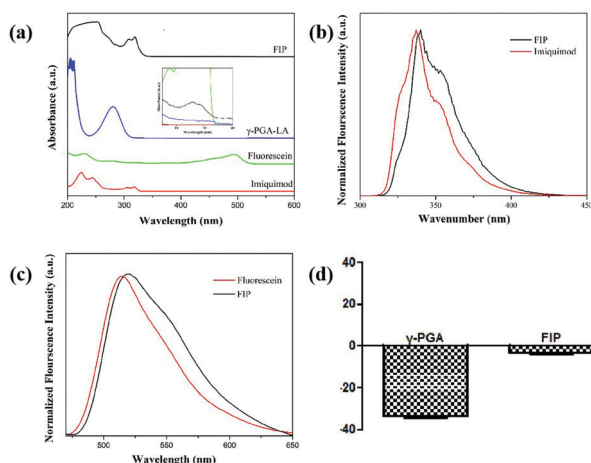 (a)
Absorbance (a.u.)
FIP
γ-PGA-LA
Fluorescein
Imiquimod
200 300 400 500 600
Wavelength (nm)
(b)
Normalized Flourscence Intensity (a.u.)
FIP
Imiquimod
300 350 400 450
Wavenumber (nm)
(c)
Normalized Flourscence Intensity (a.u.)
Fluorescein
FIP
500 550 600 650
Wavelength (nm)
(d)
40
20
0
-20
-40
γ-PGA
FIP